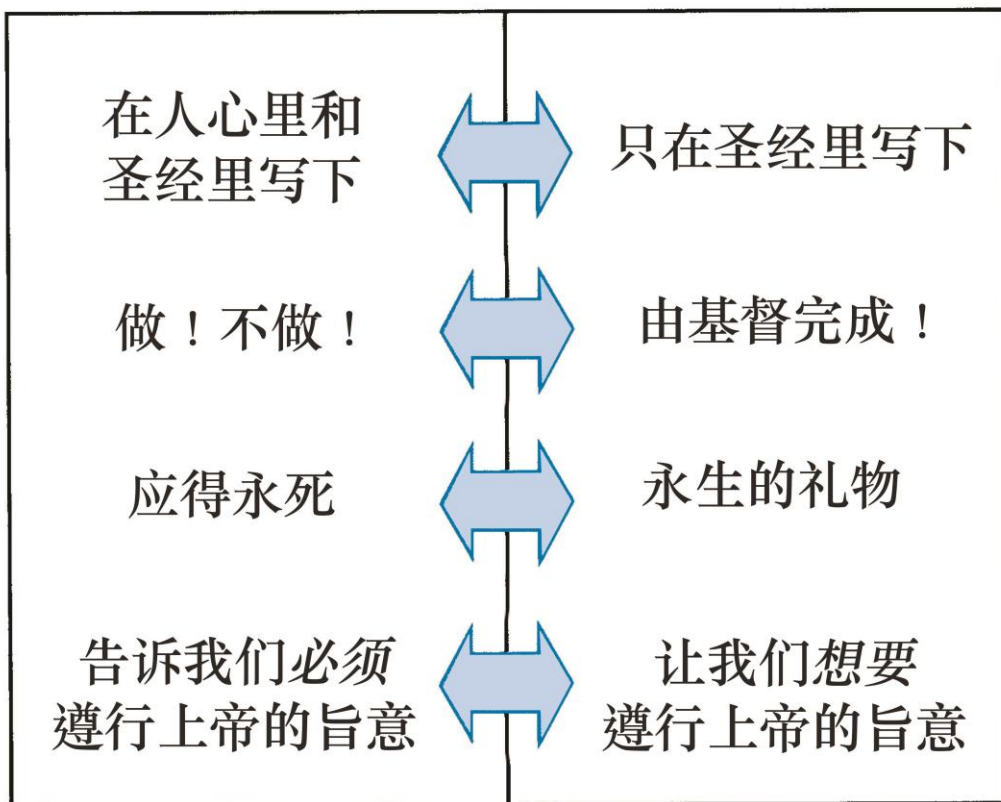 在人心里和
圣经里写下
只在圣经里写下
做！不做！
由基督完成！
应得永死
永生的礼物
告诉我们必须
遵行上帝的旨意
让我们想要
遵行上帝的旨意